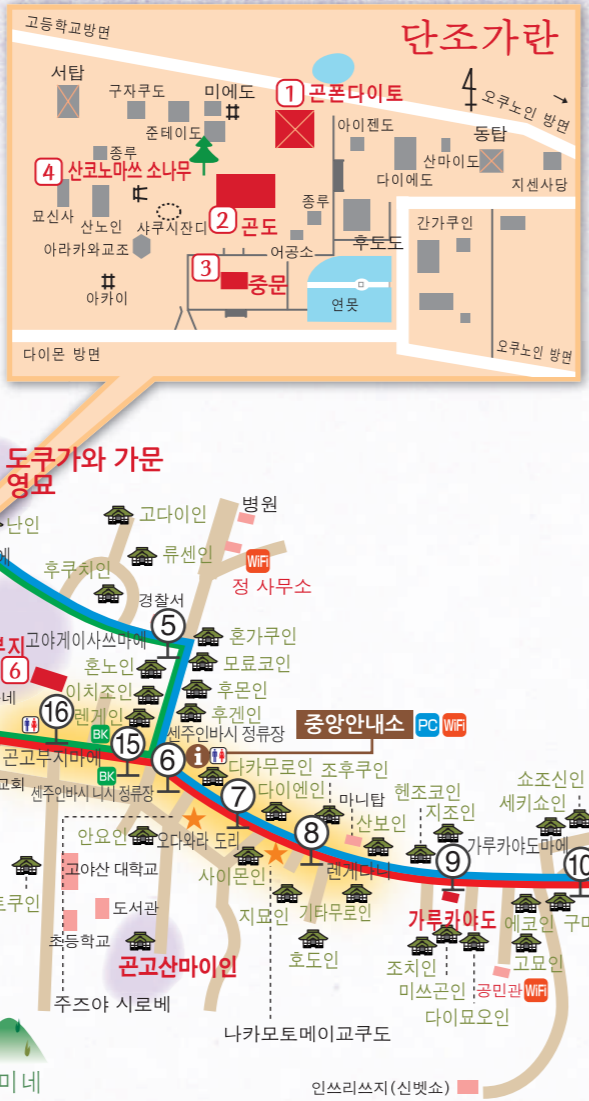 고등학교방면
단조가란
서탑
구자쿠도
미에도
1 곤폰다이토
오쿠노인 방면
준테이도
아이젠도
동탑
산마이도
종루
4 산코노마쓰 소나무
다이에도
지센사당
묘신사
산노인
샤쿠시잔디
2 곤도
종루
간가쿠인
아라카와교조
어공소
후토도
3
중문
아카이
연못
다이몬 방면
오쿠노인 방면
도쿠가와 가문
영묘
난인
고다이인
병원
류센인
WiFi
후쿠치인
정 사무소
경찰서
5
고야게이사쓰마에
혼가쿠인
6
혼노인
모료코인
이치조인
후몬인
렌게인
후겐인
16
BK
15
6
센주인바시 정류장
i
중앙안내소 PC WiFi
곤고부지마에
BK
센주인바시 니시 정류장
다카무로인
조후쿠인
쇼조신인
7
다이엔인
마니탑
헨조코인
세키쇼인
안요인
오다와라 도리
산보인
지조인
8
가루카야도마에
사이몬인
렌게다니
9
10
고야산 대학교
도서관
지묘인
기타무로인
가루카야도
에코인
초등학교
곤고산마이인
호도인
조치인
고묘인
미쓰곤인
공민관 WiFi
다이묘오인
주즈야 시로베
나카모토메이교쿠도
미네
인쓰리쓰지(신벳쇼)